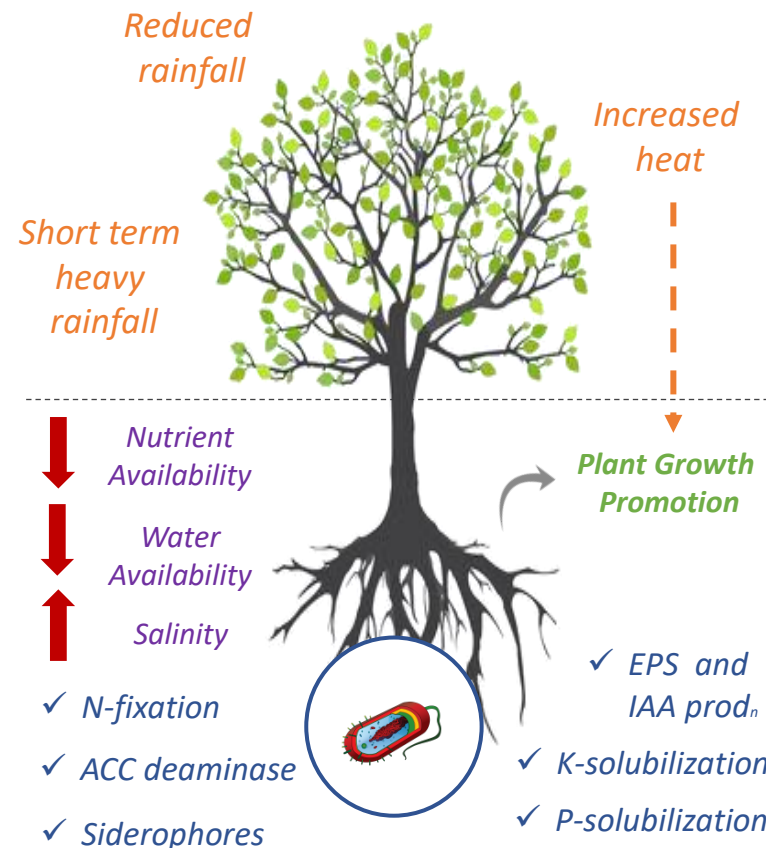 Reduced
rainfall
Increased
heat
Short term
heavy
rainfall
Nutrient
Availability
Plant Growth
Promotion
Water
Availability
Salinity
✓ EPS and
IAA prodn
✓ N-fixation
✓ ACC deaminase
✓ K-solubilization
✓ Siderophores
✓ P-solubilization